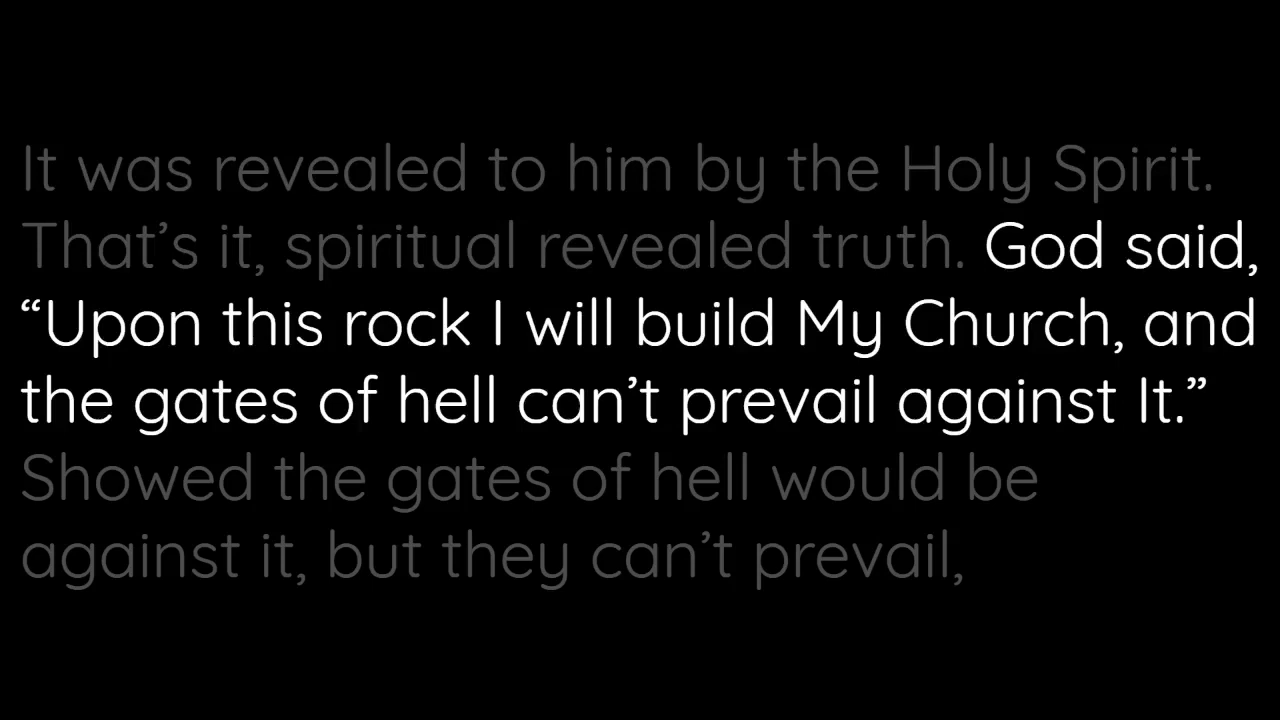 It was revealed to him by the Holy Spirit.
That’s it, spiritual revealed truth. God said,
“Upon this rock I will build My Church, and
the gates of hell can’t prevail against It.”
Showed the gates of hell would be
against it, but they can’t prevail,